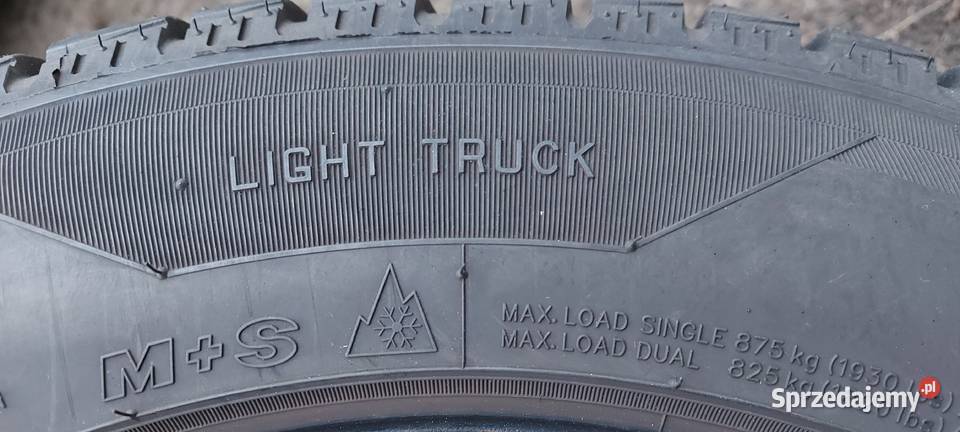 LIGHT TRUCK
M+S
MAX. LOAD SINGLE 875 kg (1930
MAX. LOAD DUAL 825 kg
Sprzedajemy .pl